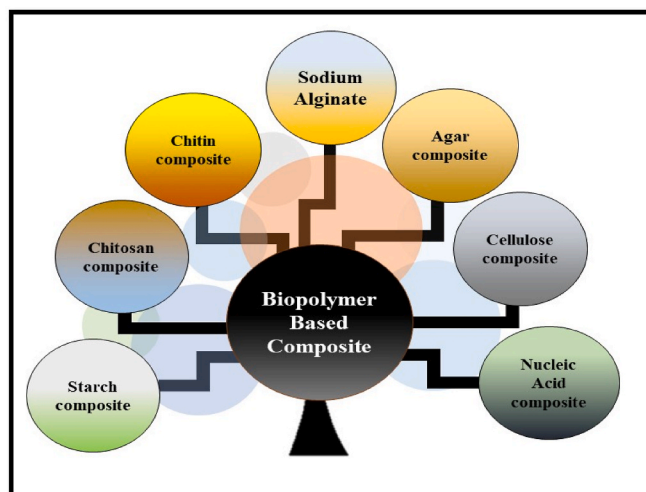 Sodium
Alginate
Chitin
composite
Agar
composite
Chitosan
composite
Cellulose
composite
Biopolymer
Based
Composite
Starch
composite
Nucleic
Acid
composite